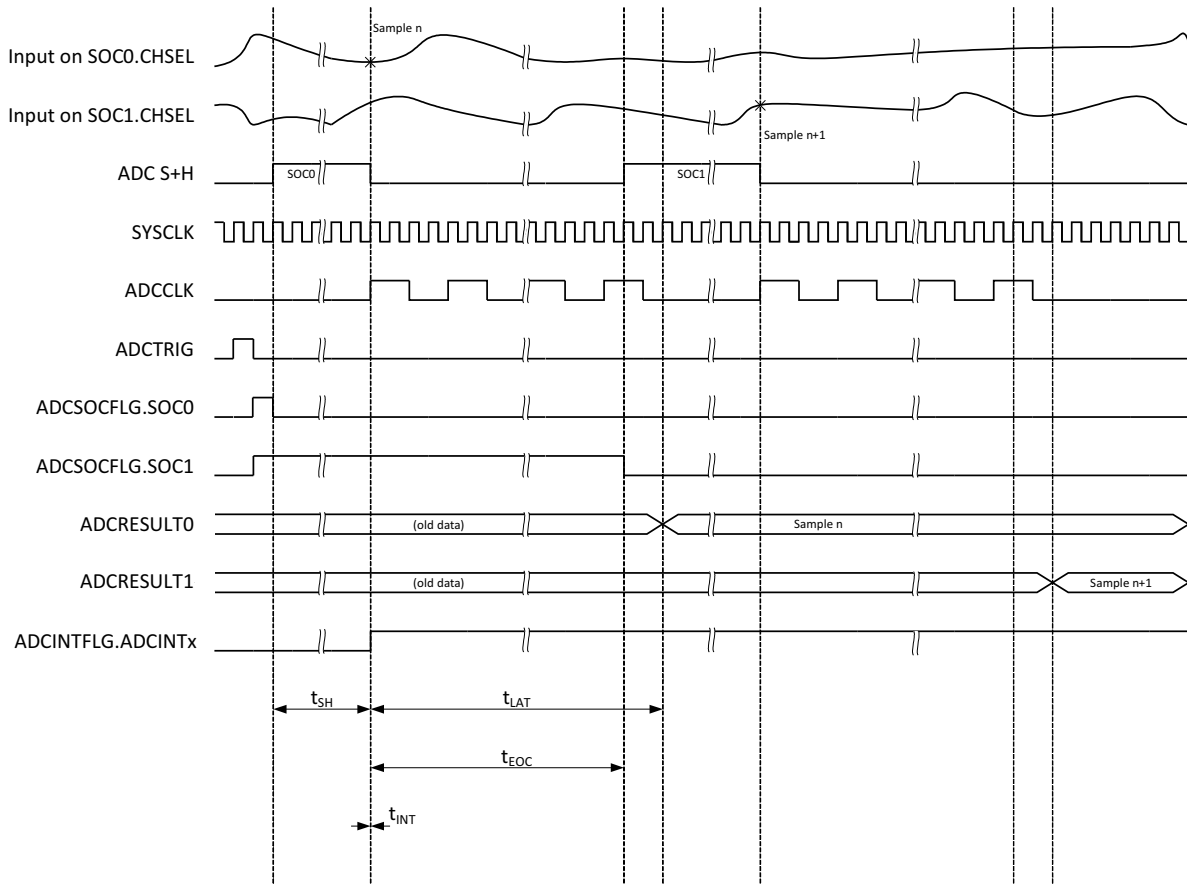 Sample n
Input on SOC0.CHSEL
Input on SOC1.CHSEL
Sample n+1
ADC S+H
SOC0
SOC1
SYSCLK
ADCCLK
ADCTRIG
ADCSOCFLG.SOC0
ADCSOCFLG.SOC1
ADCRESULT0
(old data)
Sample n
ADCRESULT1
(old data)
Sample n+1
ADCINTFLG.ADCINTx
tSH
tLAT
tEOC
tINT